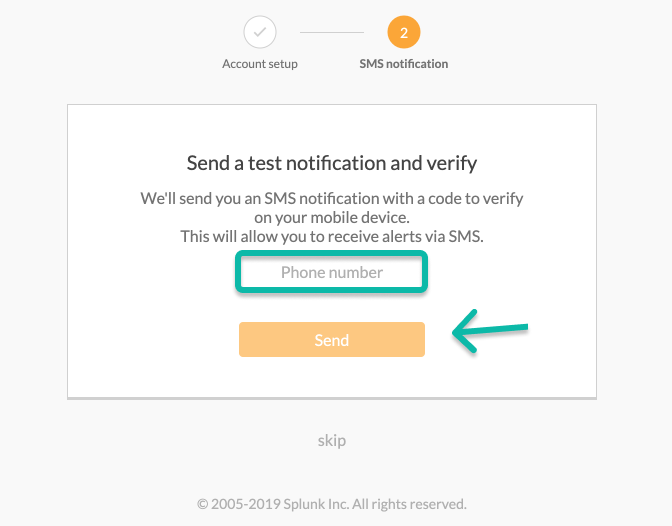 2
Account setup
SMS notification
Send a test notification and verify
We'll send you an SMS notification with a code to verify
on your mobile device.
This will allow you to receive alerts via SMS.
Phone number
Send
skip
© 2005-2019 Splunk Inc. All rights reserved.